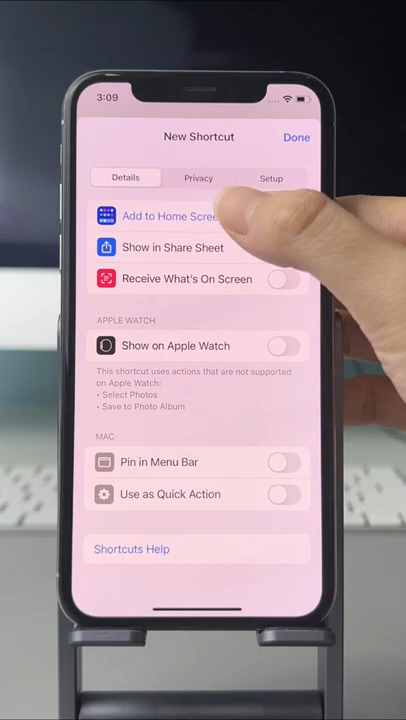 3:09
New Shortcut
Done
Details
Privacy
Setup
Add to Home Scree
Show in Share Sheet
Receive What's On Screen
APPLE WATCH
Show on Apple Watch
This shortcut uses actions that are not supported
on Apple Watch:
• Select Photos
• Save to Photo Album
MAC
Pin in Menu Bar
Use as Quick Action
Shortcuts Help